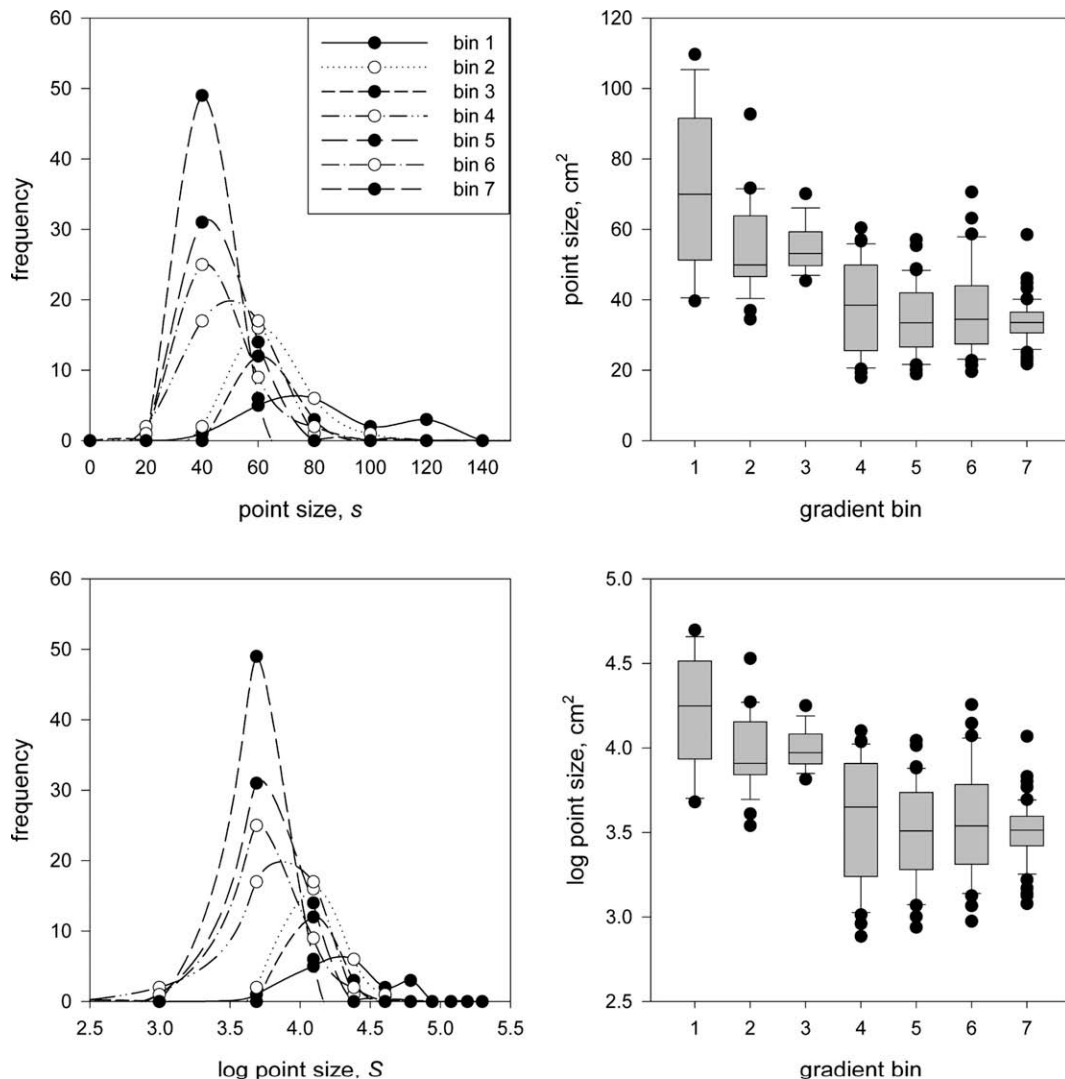 60
50
40
30
20
10
0
frequency
bin 1
bin 2
bin 3
bin 4
bin 5
bin 6
bin 7
0 20 40 60 80 100 120 140
point size, s
120
100
80
60
40
20
0
point size, cm²
1 2 3 4 5 6 7
gradient bin
60
50
40
30
20
10
0
frequency
2.5 3.0 3.5 4.0 4.5 5.0 5.5
log point size, S
5.0
4.5
4.0
3.5
3.0
2.5
log point size, cm²
1 2 3 4 5 6 7
gradient bin